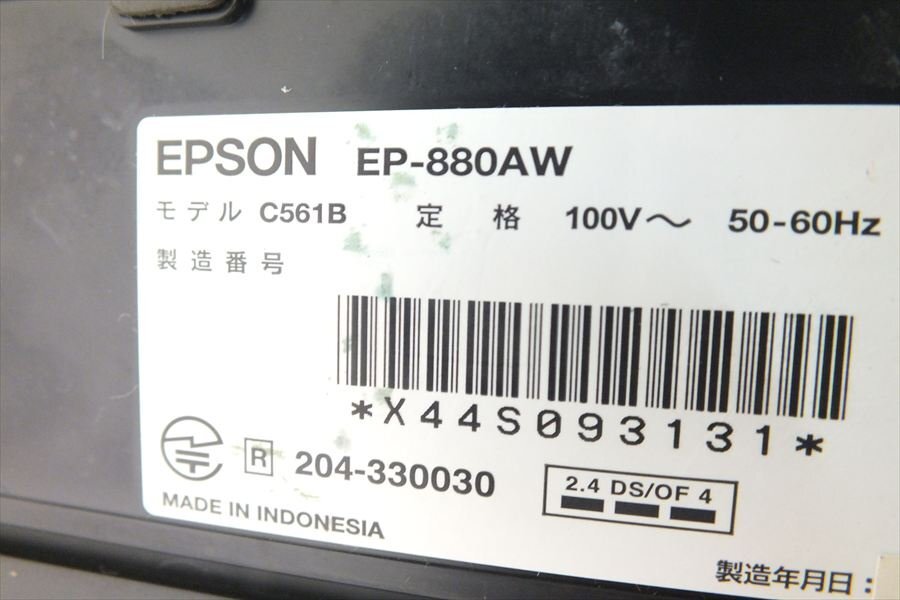 EPSON EP-880AW
モデル C561B 定格 100V～ 50-60Hz
製造番号
*X44S093131*
R 204-330030
2.4 DS/OF 4
MADE IN INDONESIA
製造年月日: